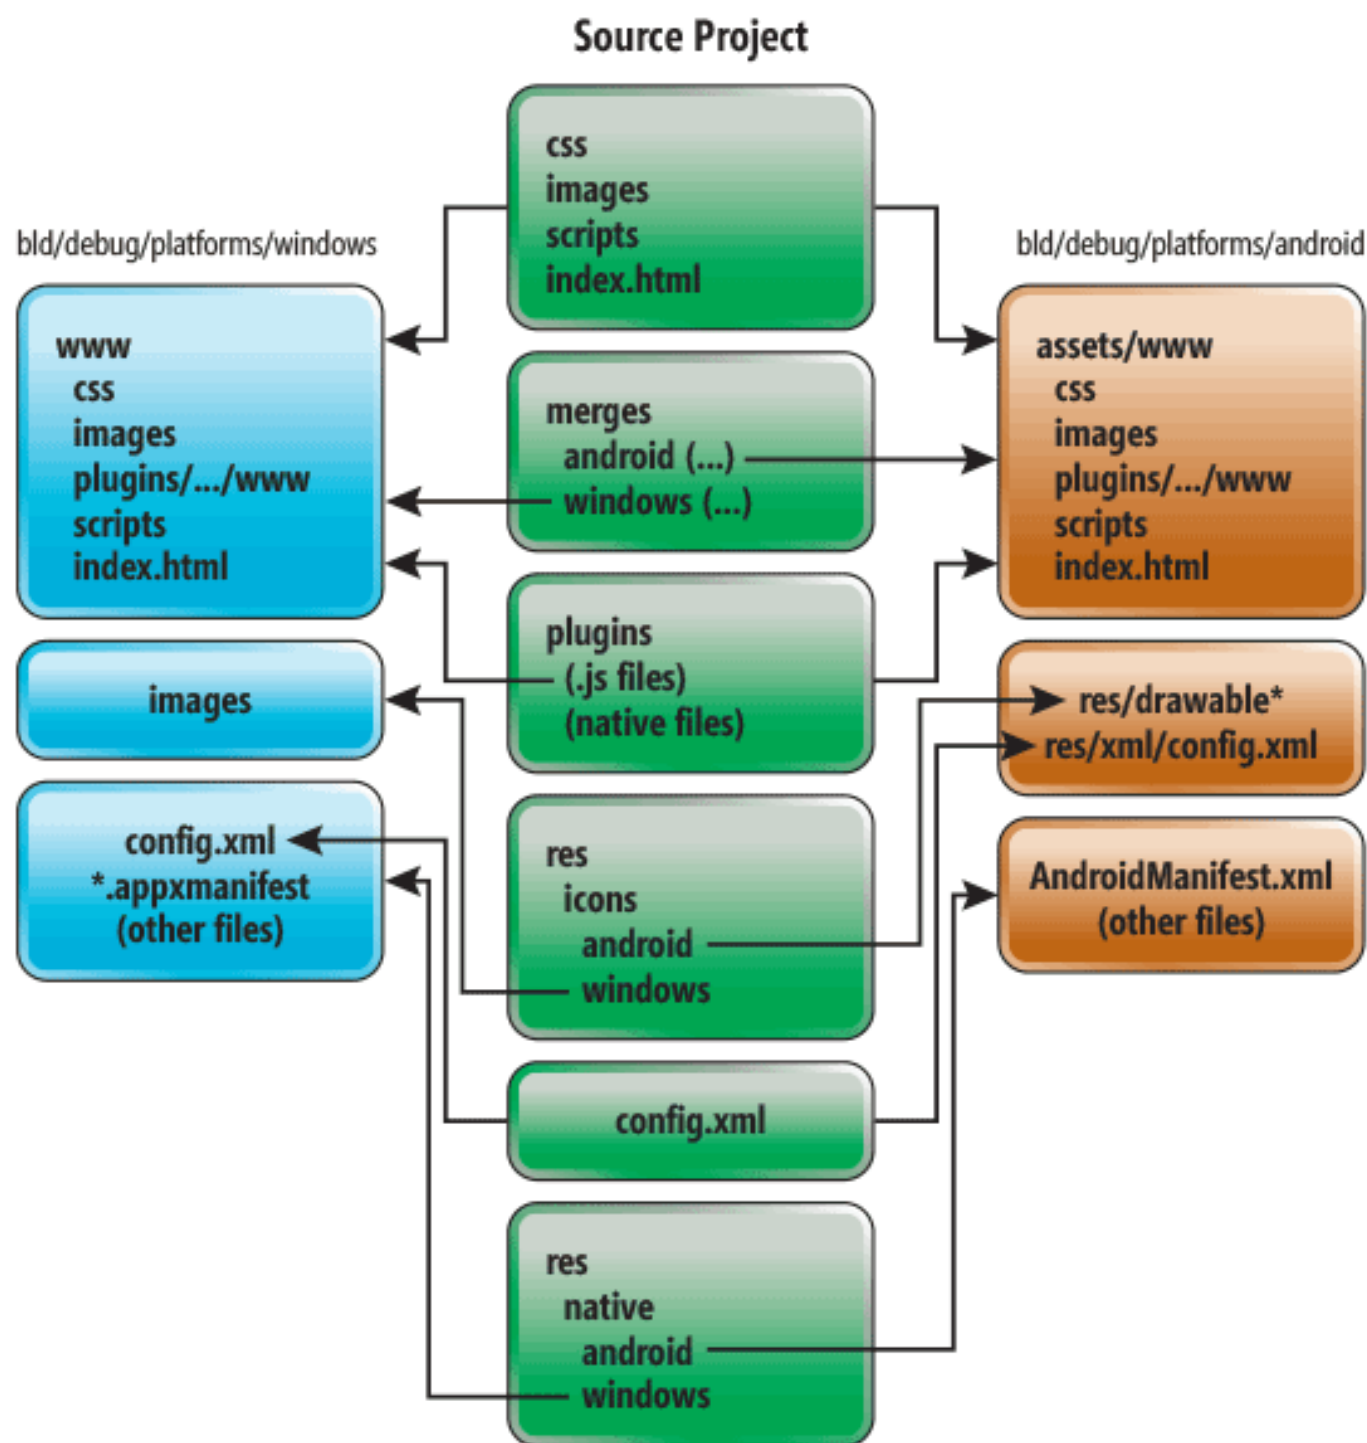 Source Project
css
images
scripts
index.html
bld/debug/platforms/windows
www
css
images
plugins/.../www
scripts
index.html
images
config.xml
*.appxmanifest
(other files)
merges
android (...)
windows (...)
plugins
(.js files)
(native files)
res
icons
android
windows
config.xml
res
native
android
windows
bld/debug/platforms/android
assets/www
css
images
plugins/.../www
scripts
index.html
res/drawable*
res/xml/config.xml
AndroidManifest.xml
(other files)